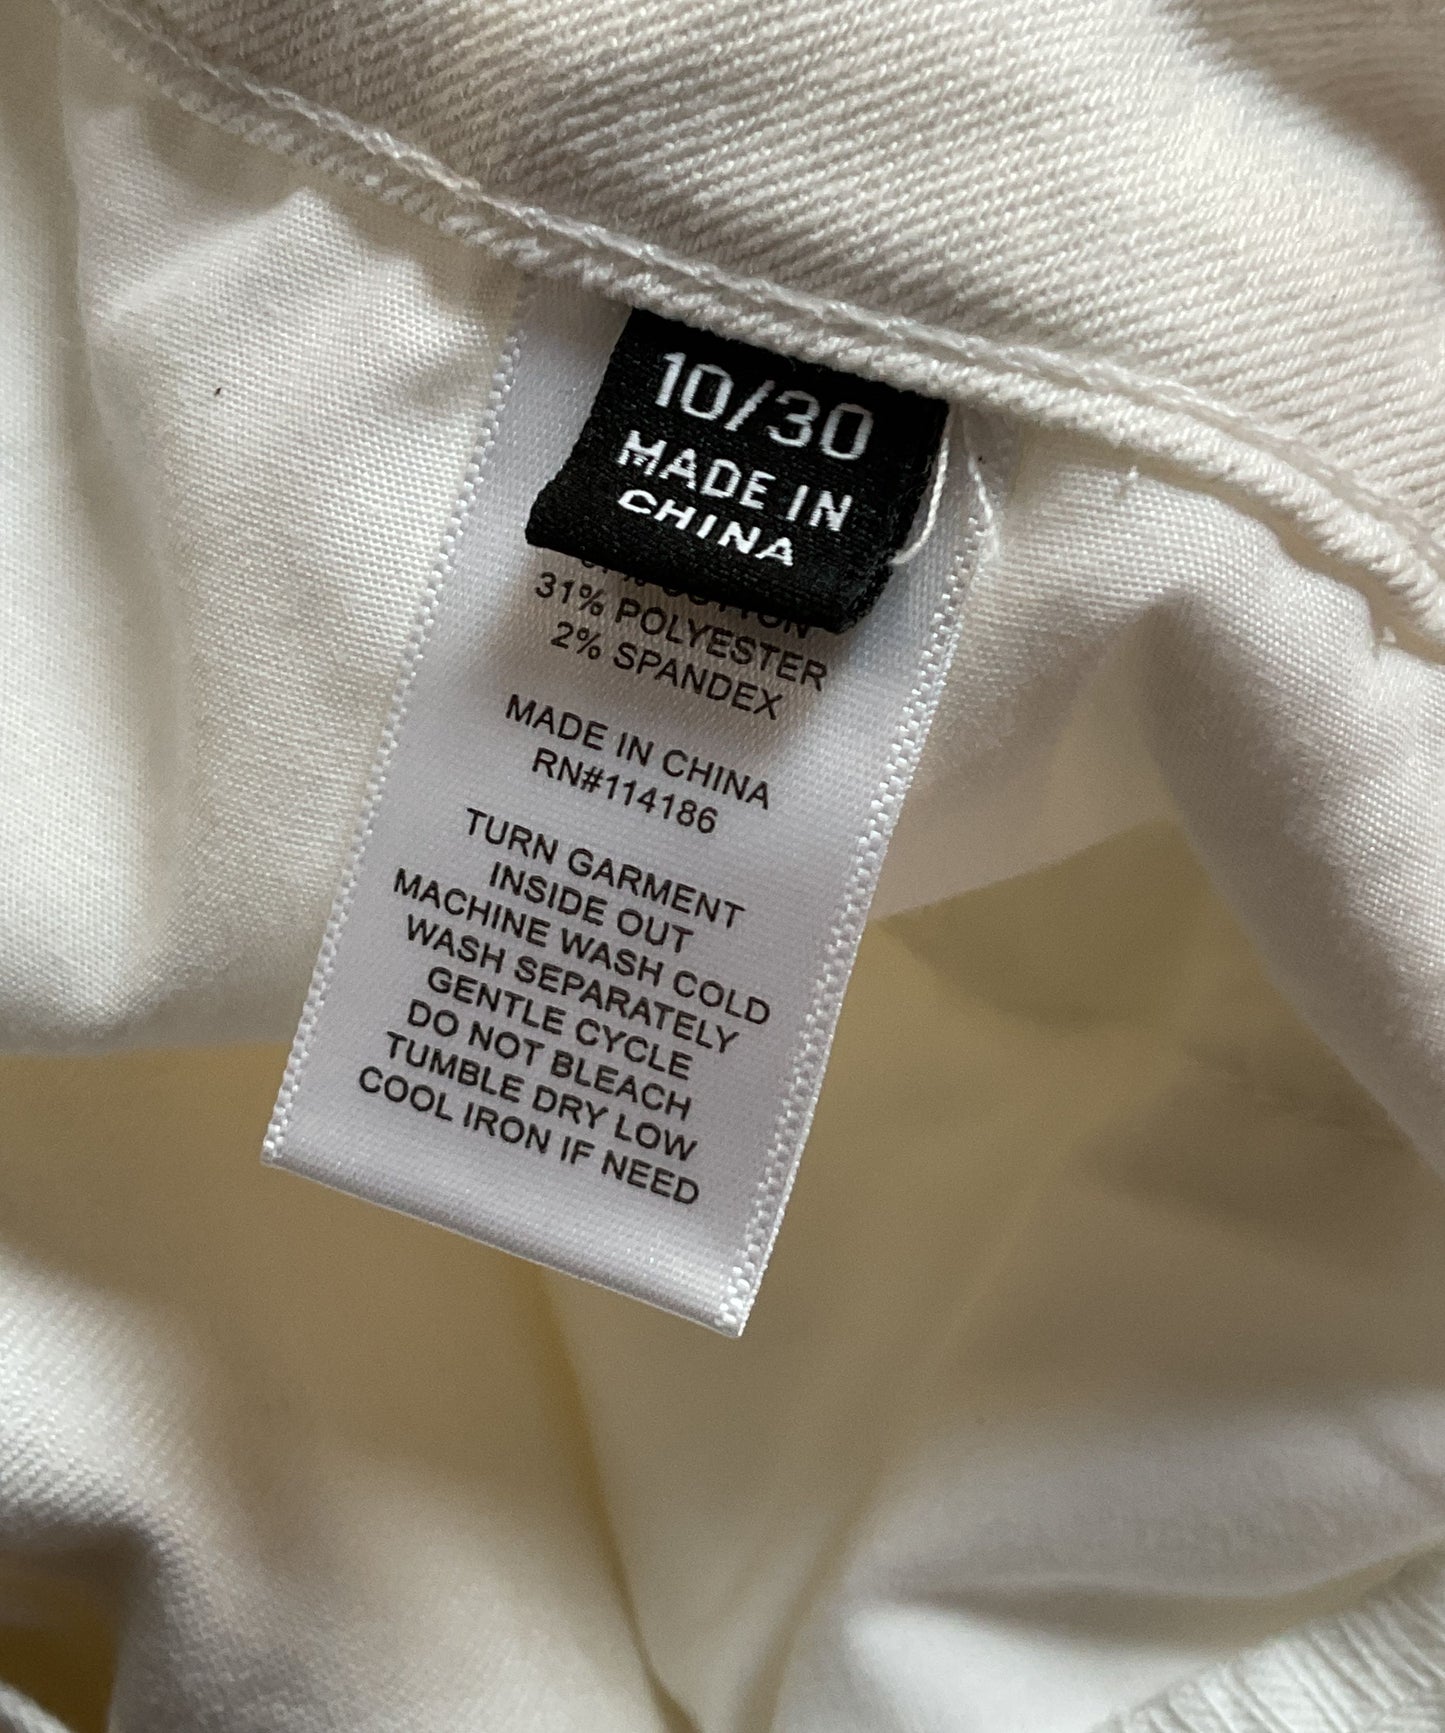 10/30
MADE IN
CHINA
COTTON
31% POLYESTER
2% SPANDEX
MADE IN CHINA
RN#114186
TURN GARMENT
INSIDE OUT
MACHINE WASH COLD
WASH SEPARATELY
GENTLE CYCLE
DO NOT BLEACH
TUMBLE DRY LOW
COOL IRON IF NEED